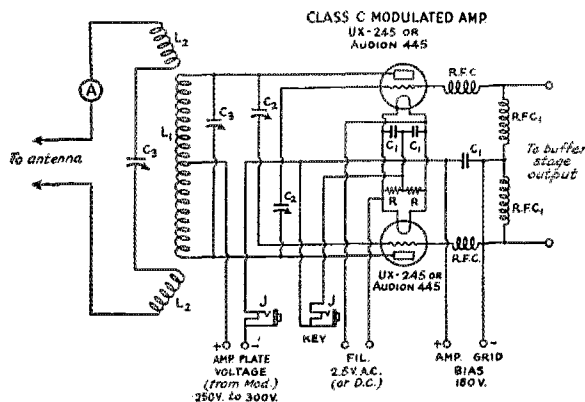 CLASS C MODULATED AMP.
UX-245 OR
AUDION 445
L2
A
L1
C3
C2
R.F.C
R.F.C1
To antenna
C3
C1
C1
C1
To buffer
stage
output
C2
R
R
R.F.C1
L2
R.F.C.
UX-245 OR
AUDION 445
J
J
KEY
+
-
+
-
AMP. PLATE
VOLTAGE
(from Mod.)
250V. to 300V.
FIL.
2.5V. A.C.
(or D.C.)
AMP. GRID
BIAS
180V.